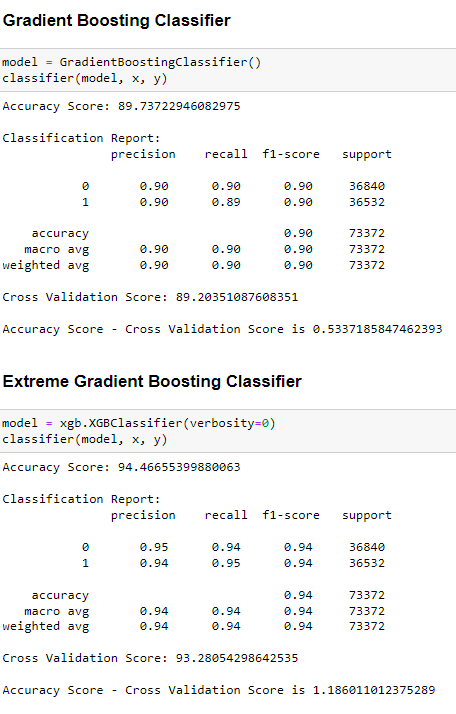 Gradient Boosting Classifier
model = GradientBoostingClassifier()
classifier(model, x, y)
Accuracy Score: 89.73722946082975
Classification Report:
precision recall f1-score support
0 0.90 0.90 0.90 36840
1 0.90 0.89 0.90 36532
accuracy 0.90 73372
macro avg 0.90 0.90 0.90 73372
weighted avg 0.90 0.90 0.90 73372
Cross Validation Score: 89.20351087608351
Accuracy Score - Cross Validation Score is 0.5337185847462393
Extreme Gradient Boosting Classifier
model = xgb.XGBClassifier(verbosity=0)
classifier(model, x, y)
Accuracy Score: 94.46655399880063
Classification Report:
precision recall f1-score support
0 0.95 0.94 0.94 36840
1 0.94 0.95 0.94 36532
accuracy 0.94 73372
macro avg 0.94 0.94 0.94 73372
weighted avg 0.94 0.94 0.94 73372
Cross Validation Score: 93.28054298642535
Accuracy Score - Cross Validation Score is 1.186011012375289